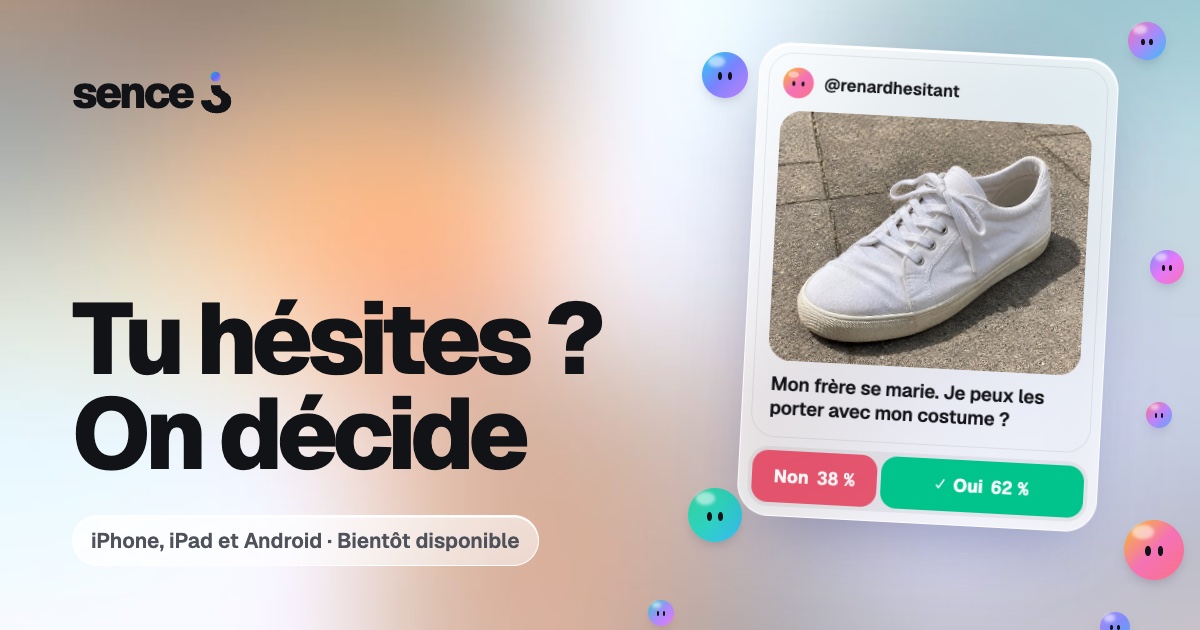 sence
@renardhesitant
Tu hésites ?
On décide
Mon frère se marie. Je peux les
porter avec mon costume ?
Non 38 %
✓ Oui 62 %
iPhone, iPad et Android · Bientôt disponible